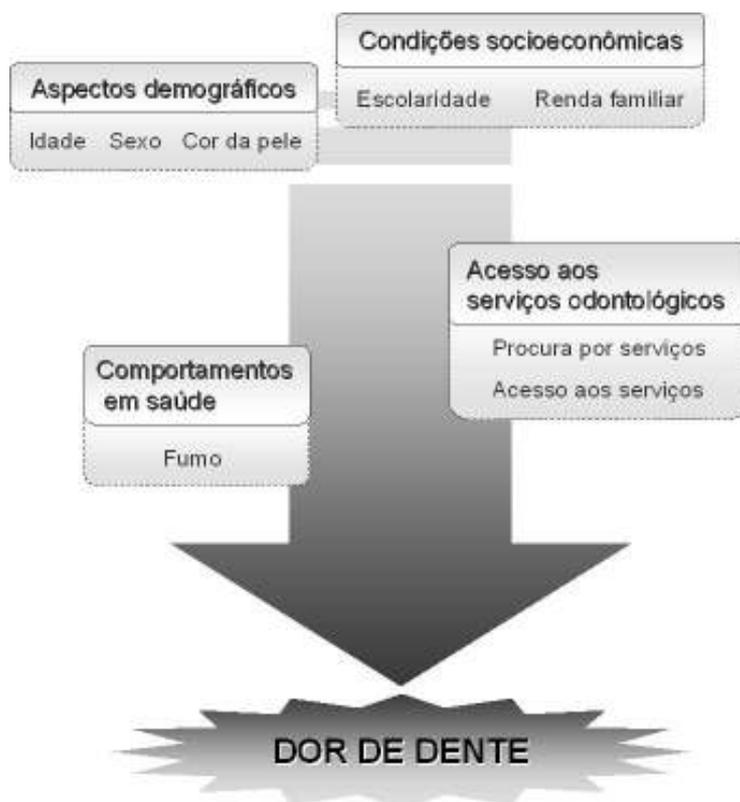 Condições socioeconômicas
Escolaridade Renda familiar
Aspectos demográficos
Idade Sexo Cor da pele
Acesso aos
serviços odontológicos
Procura por serviços
Acesso aos serviços
Comportamentos
em saúde
Fumo
DOR DE DENTE